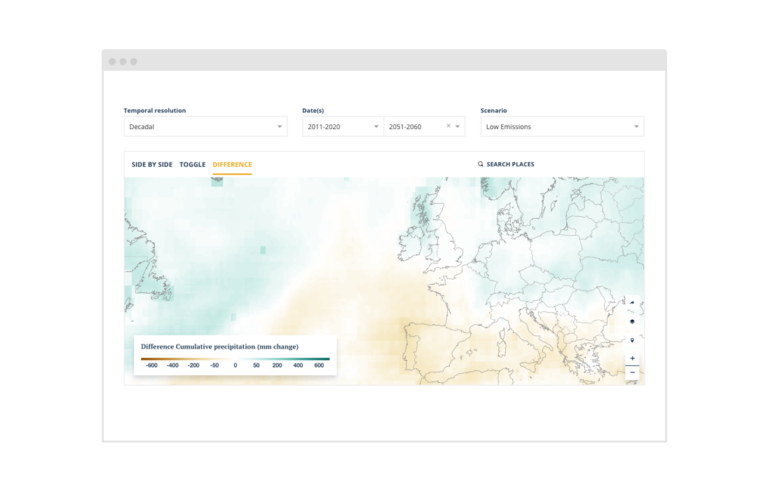 Temporal resolution Date(s) Scenario
Decadal 2011-2020 2051-2060 × Low Emissions
SIDE BY SIDE TOGGLE DIFFERENCE SEARCH PLACES
Difference Cumulative precipitation (mm change)
-600 -400 -200 -50 0 50 200 400 600